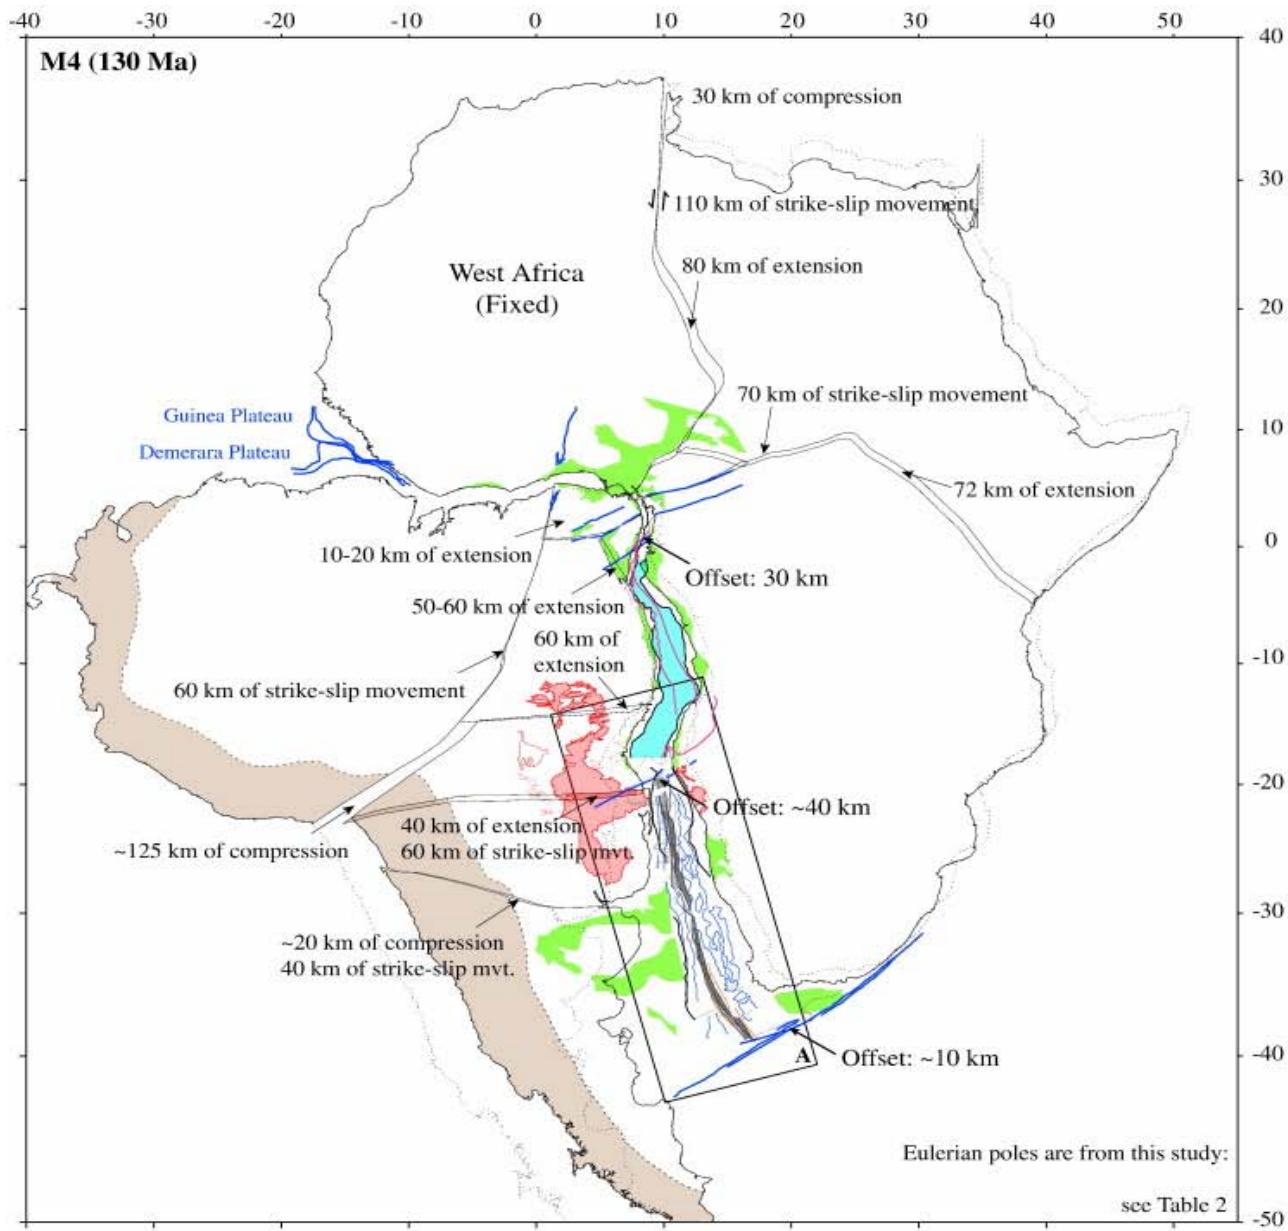 -40 -30 -20 -10 0 10 20 30 40 50
40
M4 (130 Ma)
30 km of compression
30
110 km of strike-slip movement
West Africa
(Fixed)
80 km of extension
20
70 km of strike-slip movement
Guinea Plateau
10
Demerara Plateau
72 km of extension
10-20 km of extension
0
Offset: 30 km
50-60 km of extension
60 km of
extension
-10
60 km of strike-slip movement
-20
Offset: ~40 km
40 km of extension
60 km of strike-slip mvt.
~125 km of compression
-30
~20 km of compression
40 km of strike-slip mvt.
-40
A
Offset: ~10 km
Eulerian poles are from this study:
see Table 2
-50